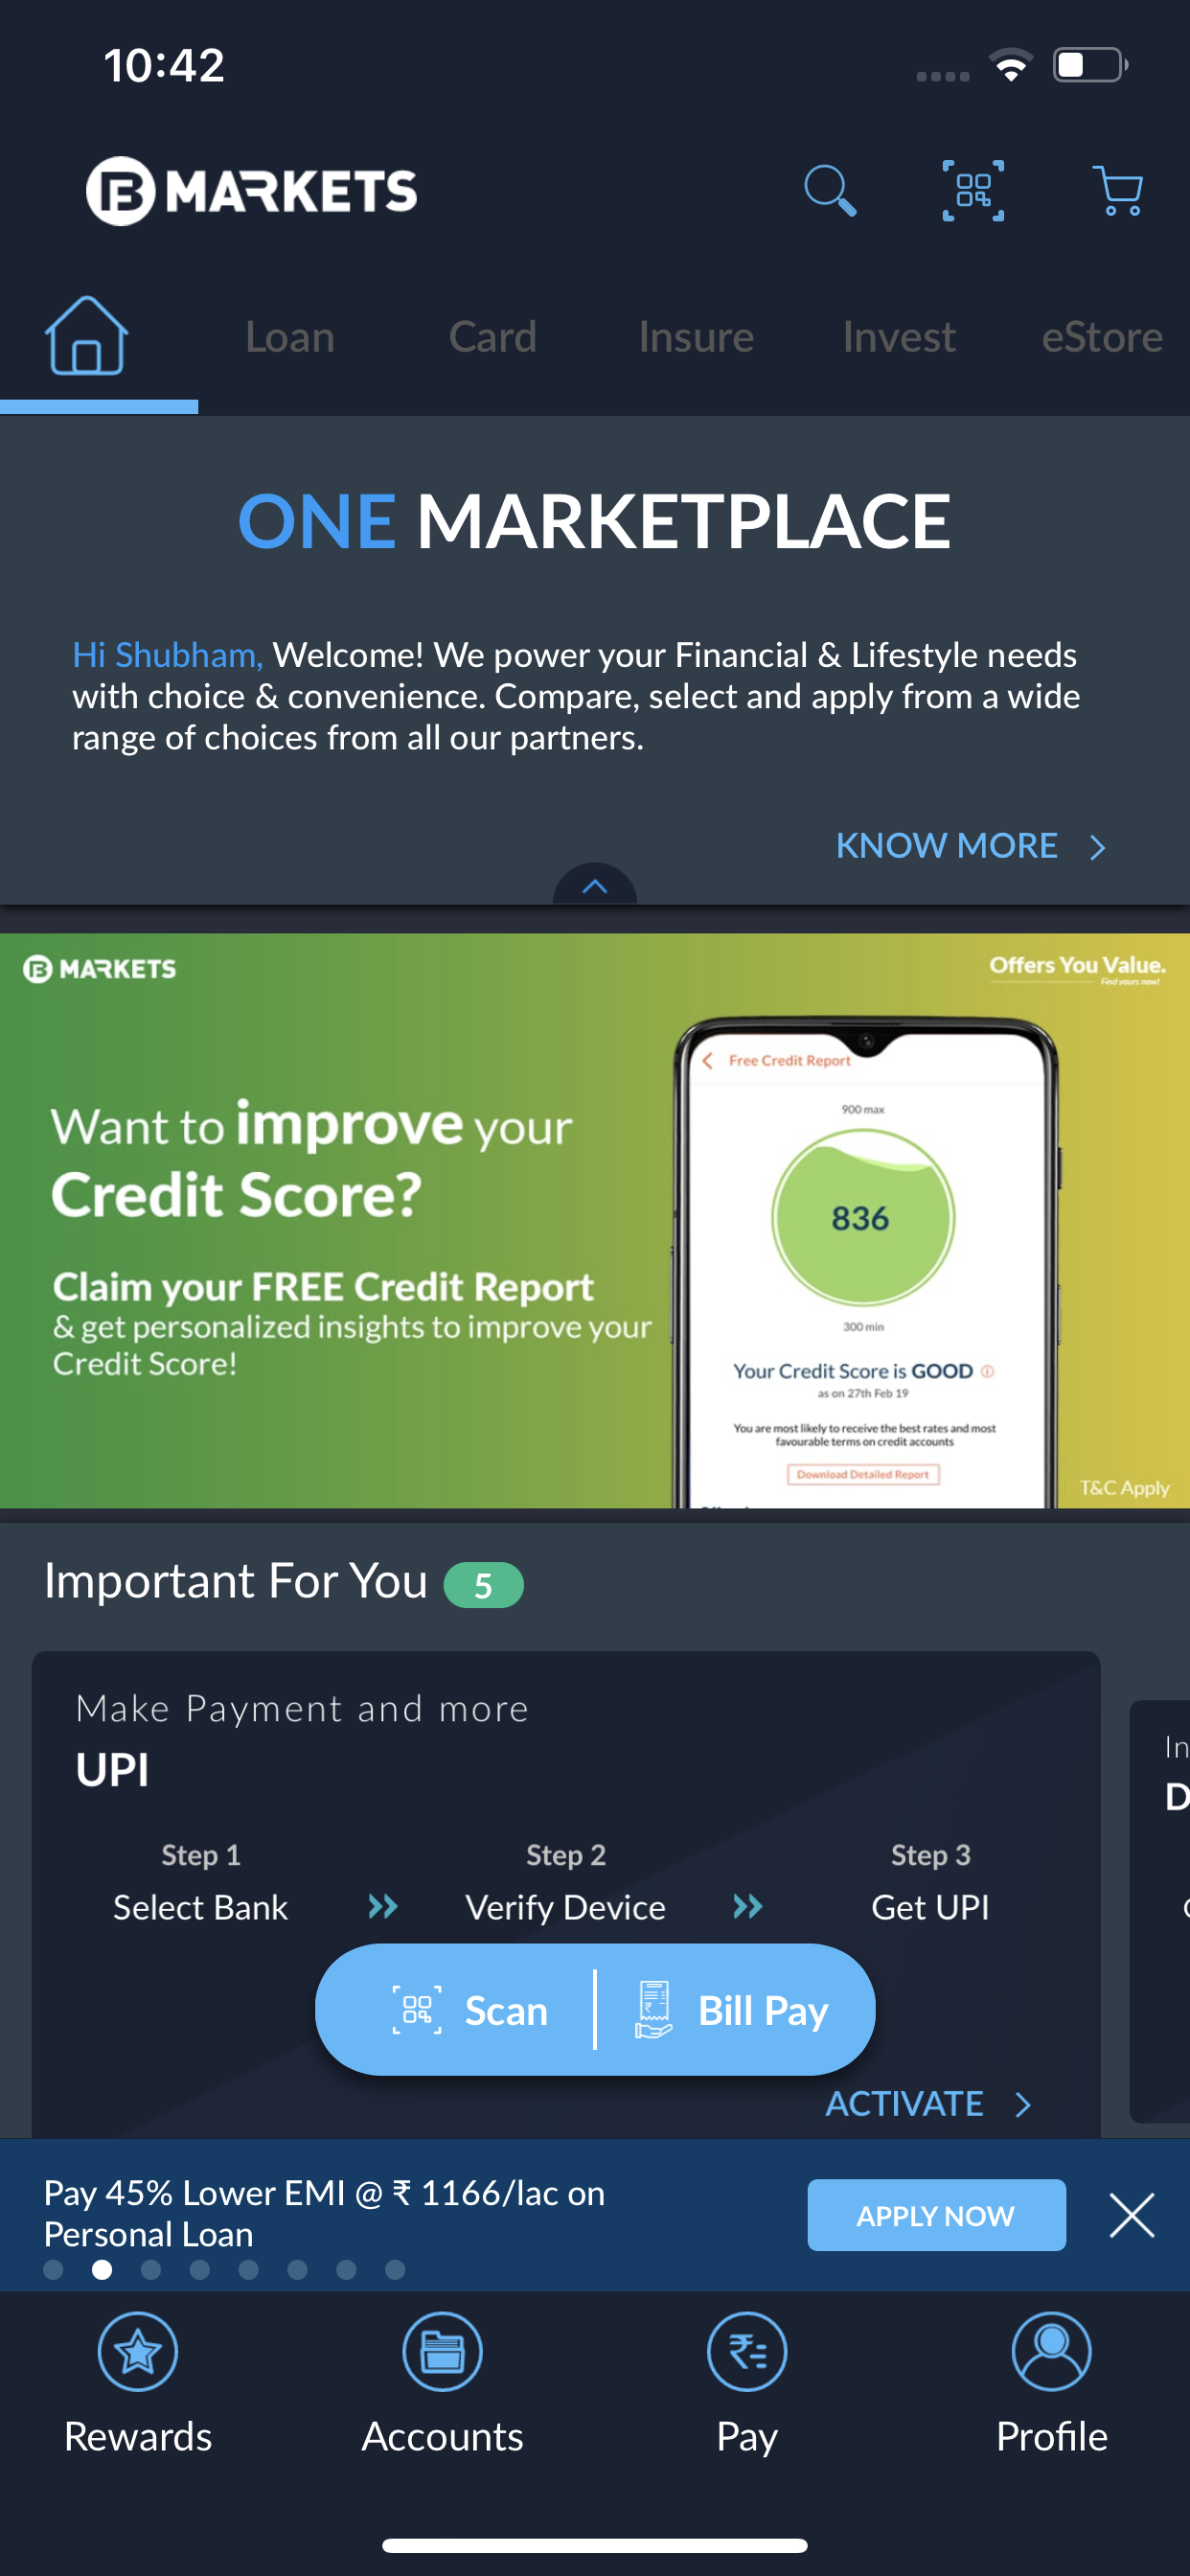 10:42
MARKETS
Loan
Card
Insure
Invest
eStore
ONE MARKETPLACE
Hi Shubham, Welcome! We power your Financial & Lifestyle needs
with choice & convenience. Compare, select and apply from a wide
range of choices from all our partners.
KNOW MORE
MARKETS
Offers You Value.
Find yours now!
Want to improve your
Credit Score?
Claim your FREE Credit Report
& get personalized insights to improve your
Credit Score!
Free Credit Report
900 max
836
300 min
Your Credit Score is GOOD
as on 27th Feb 19
You are most likely to receive the best rates and most
favourable terms on credit accounts
Download Detailed Report
T&C Apply
Important For You 5
Make Payment and more
UPI
Step 1
Select Bank
Step 2
Verify Device
Step 3
Get UPI
In
D
Scan
Bill Pay
ACTIVATE
Pay 45% Lower EMI @ ₹ 1166/lac on
Personal Loan
APPLY NOW
Rewards
Accounts
Pay
Profile